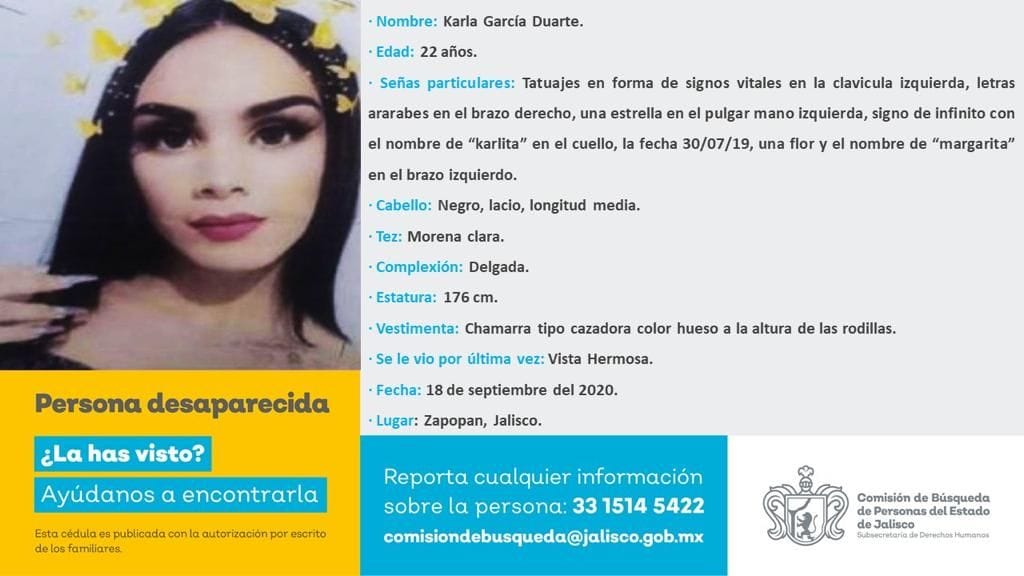 · Nombre: Karla García Duarte.
· Edad: 22 años.
· Señas particulares: Tatuajes en forma de signos vitales en la clavicula izquierda, letras
ararabes en el brazo derecho, una estrella en el pulgar mano izquierda, signo de infinito con
el nombre de “karlita” en el cuello, la fecha 30/07/19, una flor y el nombre de “margarita”
en el brazo izquierdo.
· Cabello: Negro, lacio, longitud media.
· Tez: Morena clara.
· Complexión: Delgada.
· Estatura: 176 cm.
· Vestimenta: Chamarra tipo cazadora color hueso a la altura de las rodillas.
· Se le vio por última vez: Vista Hermosa.
· Fecha: 18 de septiembre del 2020.
· Lugar: Zapopan, Jalisco.
Persona desaparecida
¿La has visto?
Ayúdanos a encontrarla
Esta cédula es publicada con la autorización por escrito
de los familiares.
Reporta cualquier información
sobre la persona: 33 1514 5422
comisiondebusqueda@jalisco.gob.mx
Comisión de Búsqueda
de Personas del Estado
de Jalisco
Subsecretaría de Derechos Humanos